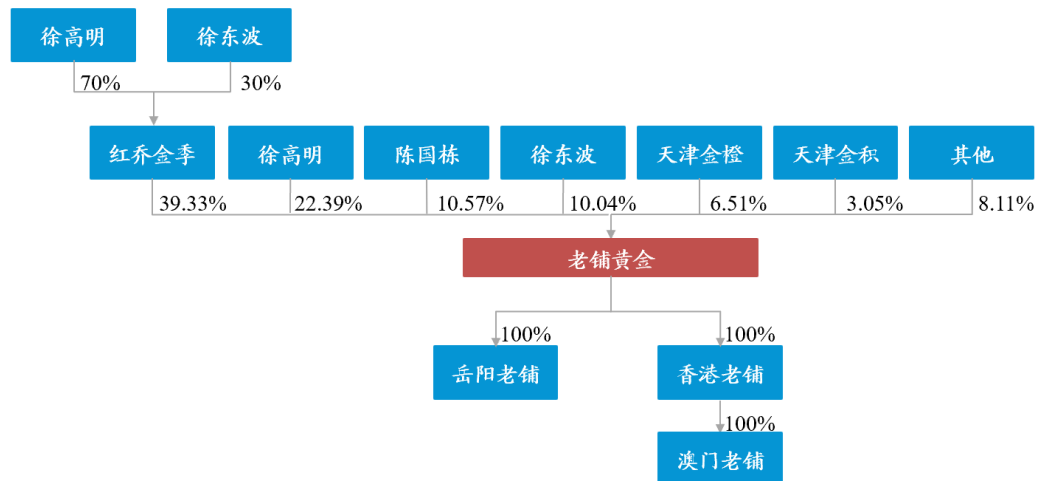 徐高明 徐东波
70% 30%
红乔金季 徐高明 陈国栋 徐东波 天津金橙 天津金积 其他
39.33% 22.39% 10.57% 10.04% 6.51% 3.05% 8.11%
老铺黄金
100% 100%
岳阳老铺 香港老铺
100%
澳门老铺